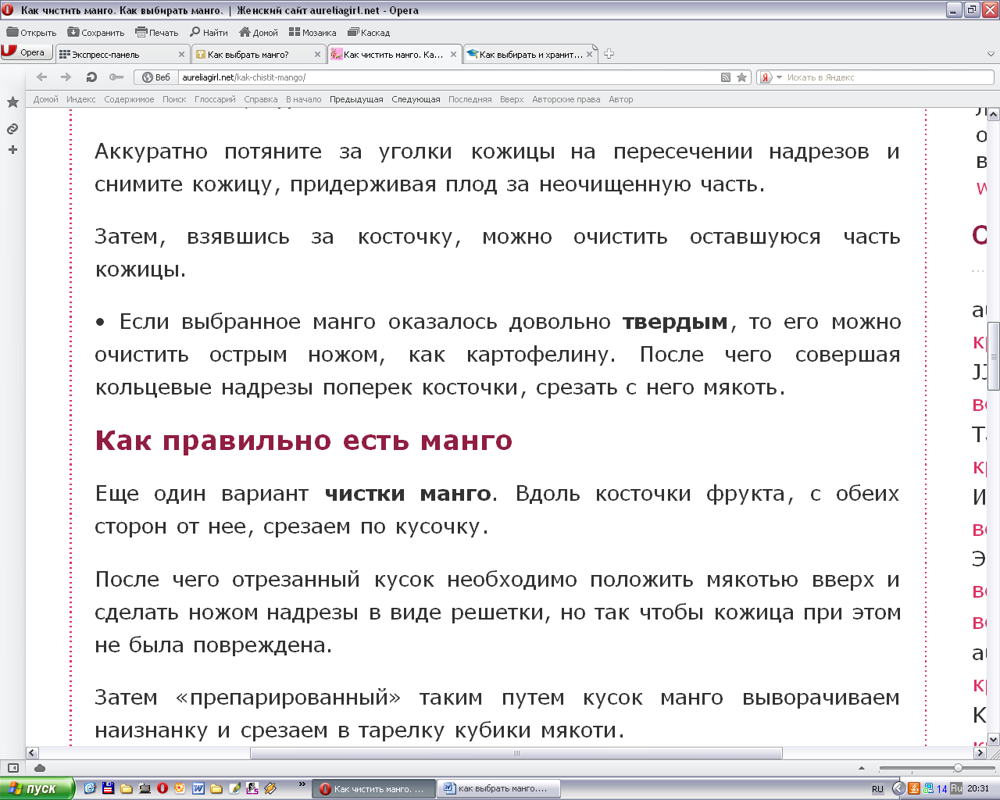 Как чистить манго. Как выбирать манго. | Женский сайт aureliagirl.net - Opera
Открыть Сохранить Печать Найти Домой Мозаика Каскад
Opera Экспресс-панель Как выбрать манго? Как чистить манго. Ка... Как выбирать и хранит...
Веб aureliagirl.net/kak-chistit-mango/ Искать в Яндекс
Домой Индекс Содержимое Поиск Глоссарий Справка В начало Предыдущая Следующая Последняя Вверх Авторские права Автор
Аккуратно потяните за уголки кожицы на пересечении надрезов и
снимите кожицу, придерживая плод за неочищенную часть.
Затем, взявшись за косточку, можно очистить оставшуюся часть
кожицы.
• Если выбранное манго оказалось довольно твердым, то его можно
очистить острым ножом, как картофелину. После чего совершая
кольцевые надрезы поперек косточки, срезать с него мякоть.
Как правильно есть манго
Еще один вариант чистки манго. Вдоль косточки фрукта, с обеих
сторон от нее, срезаем по кусочку.
После чего отрезанный кусок необходимо положить мякотью вверх и
сделать ножом надрезы в виде решетки, но так чтобы кожица при этом
не была повреждена.
Затем «препарированный» таким путем кусок манго выворачиваем
наизнанку и срезаем в тарелку кубики мякоти.
пуск » Как чистить манго. ... как выбрать манго.... RU 14 Ru 20:31